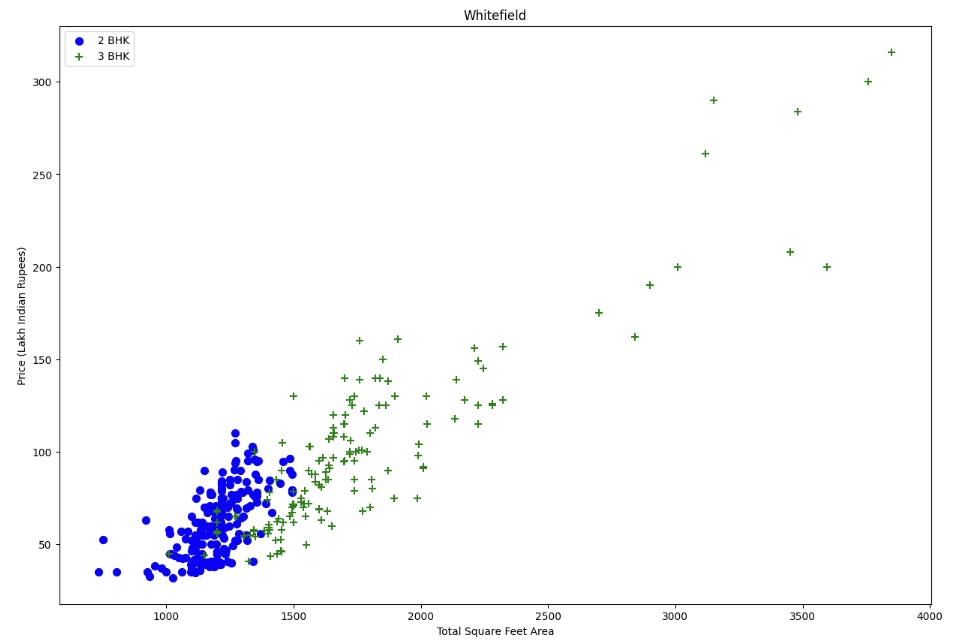 Whitefield
2 BHK
3 BHK
300
250
200
150
100
50
Price (Lakh Indian Rupees)
1000 1500 2000 2500 3000 3500 4000
Total Square Feet Area